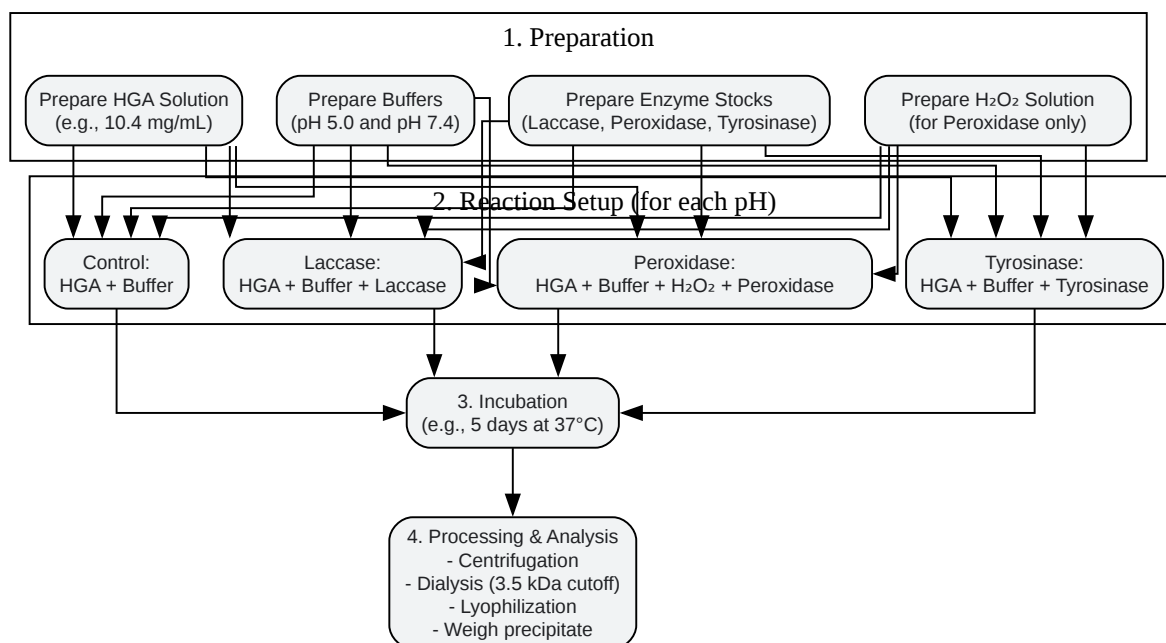 1. Preparation
Prepare HGA Solution
(e.g., 10.4 mg/mL)
Prepare Buffers
(pH 5.0 and pH 7.4)
Prepare Enzyme Stocks
(Laccase, Peroxidase, Tyrosinase)
Prepare H₂O₂ Solution
(for Peroxidase only)
2. Reaction Setup (for each pH)
Control:
HGA + Buffer
Laccase:
HGA + Buffer + Laccase
Peroxidase:
HGA + Buffer + H₂O₂ + Peroxidase
Tyrosinase:
HGA + Buffer + Tyrosinase
3. Incubation
(e.g., 5 days at 37°C)
4. Processing & Analysis
- Centrifugation
- Dialysis (3.5 kDa cutoff)
- Lyophilization
- Weigh precipitate